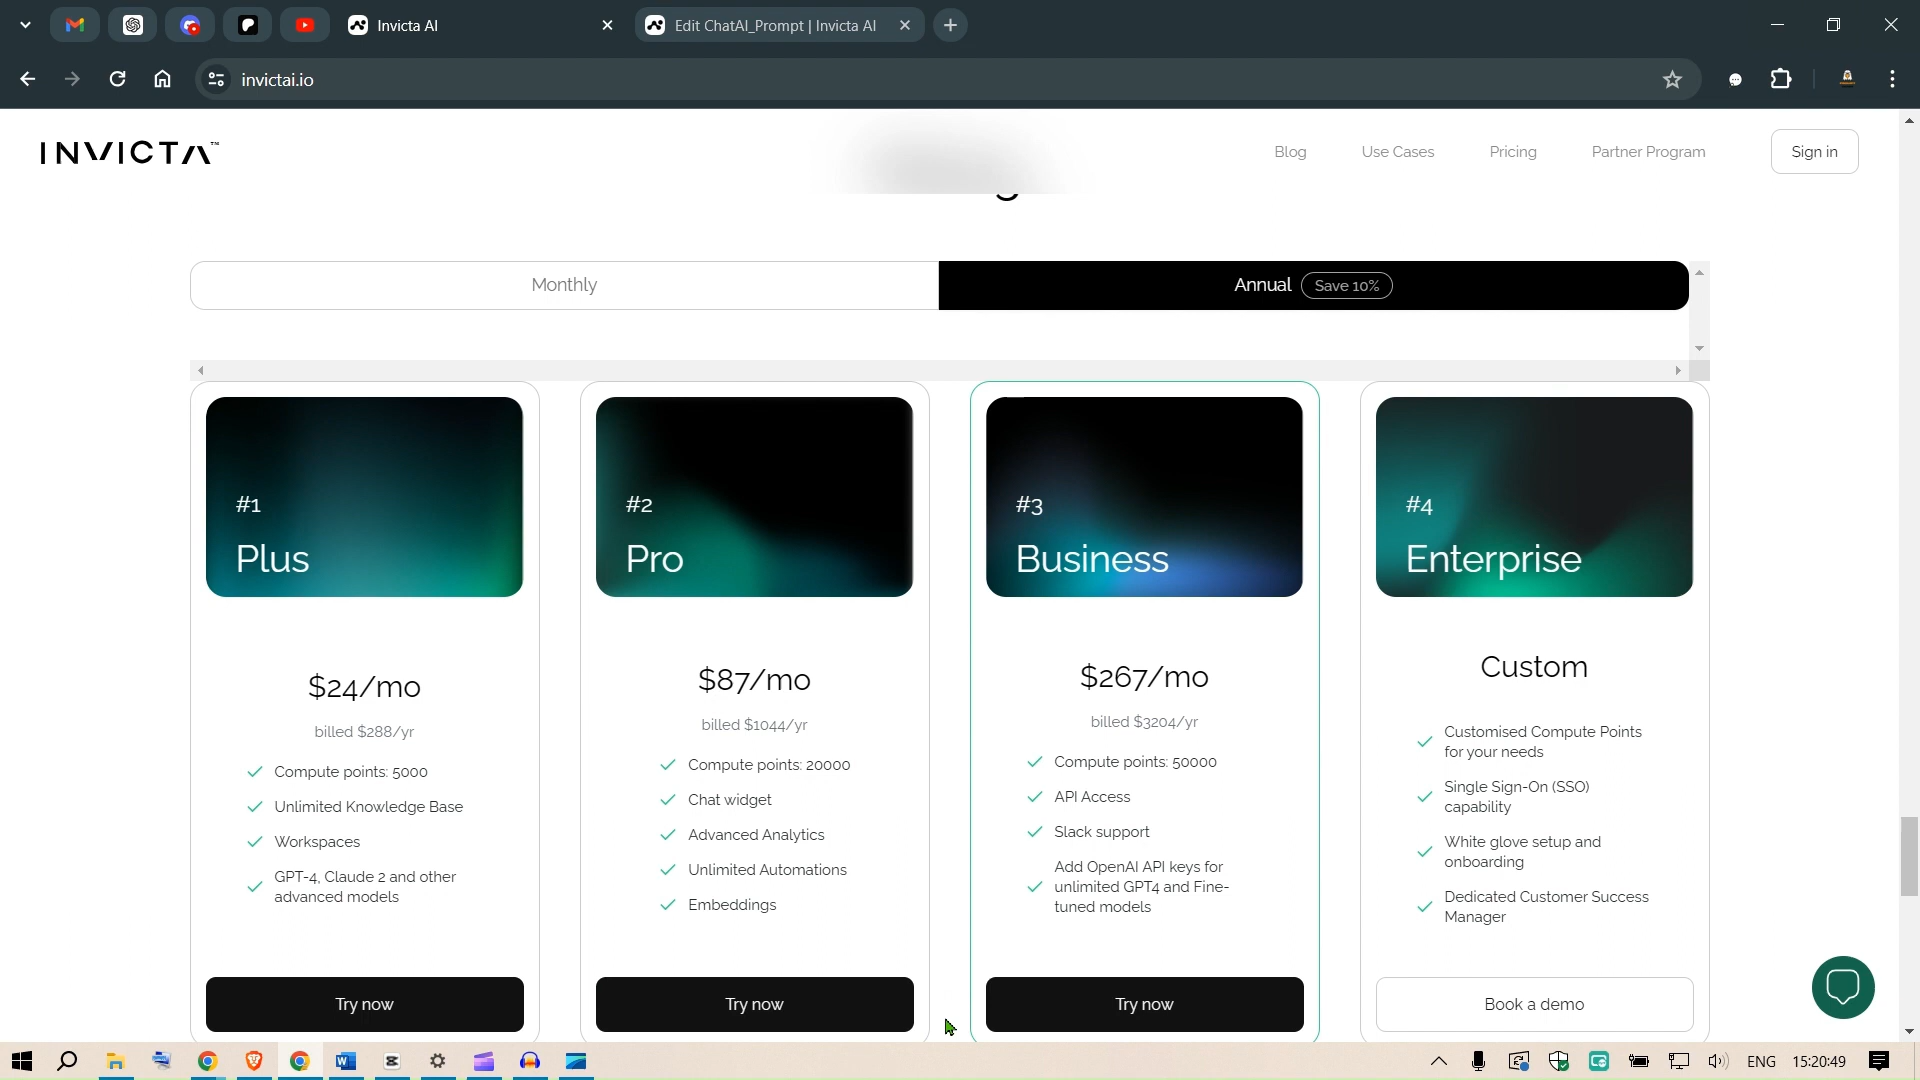 Invicta AI
Edit ChatAI_Prompt | Invicta AI
invictai.io
INVICTA™
Blog
Use Cases
Pricing
Partner Program
Sign in
Monthly
Annual
Save 10%
#1
Plus
$24/mo
billed $288/yr
Compute points: 5000
Unlimited Knowledge Base
Workspaces
GPT-4, Claude 2 and other
advanced models
Try now
#2
Pro
$87/mo
billed $1044/yr
Compute points: 20000
Chat widget
Advanced Analytics
Unlimited Automations
Embeddings
Try now
#3
Business
$267/mo
billed $3204/yr
Compute points: 50000
API Access
Slack support
Add OpenAI API keys for
unlimited GPT4 and Fine-
tuned models
Try now
#4
Enterprise
Custom
Customised Compute Points
for your needs
Single Sign-On (SSO)
capability
White glove setup and
onboarding
Dedicated Customer Success
Manager
Book a demo
ENG
15:20:49